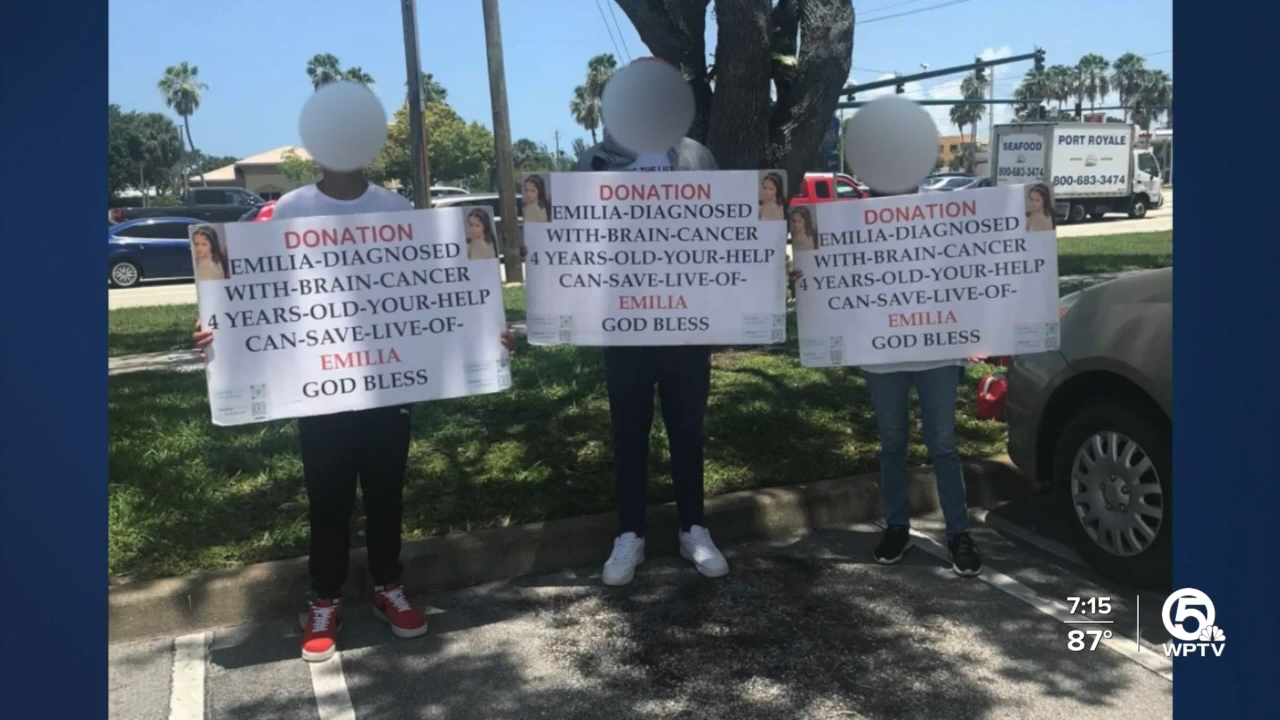 DONATION
EMILIA-DIAGNOSED
WITH-BRAIN-CANCER
4 YEARS-OLD-YOUR-HELP
CAN-SAVE-LIVE-OF-
EMILIA
GOD BLESS
DONATION
EMILIA-DIAGNOSED
WITH-BRAIN-CANCER
4 YEARS-OLD-YOUR-HELP
CAN-SAVE-LIVE-OF-
EMILIA
GOD BLESS
DONATION
EMILIA-DIAGNOSED
WITH-BRAIN-CANCER
4 YEARS-OLD-YOUR-HELP
CAN-SAVE-LIVE-OF-
EMILIA
GOD BLESS
SEAFOOD
800-683-3474
PORT ROYALE
800-683-3474
7:15
87°
5
WPTV